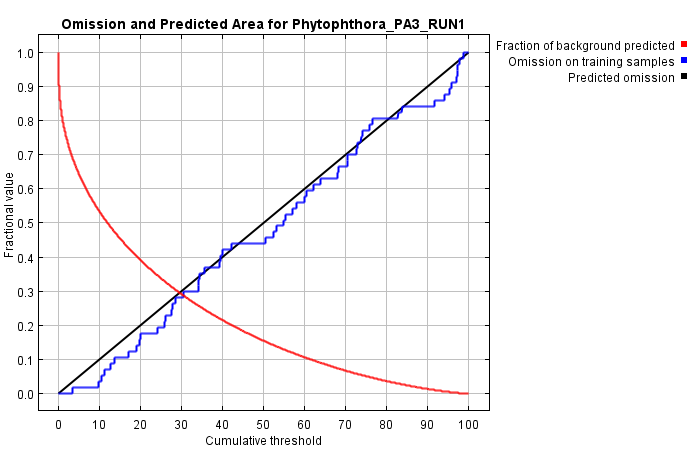 Omission and Predicted Area for Phytophthora_PA3_RUN1
Fraction of background predicted
Omission on training samples
Predicted omission
Fractional value
1.0
0.9
0.8
0.7
0.6
0.5
0.4
0.3
0.2
0.1
0.0
0 10 20 30 40 50 60 70 80 90 100
Cumulative threshold